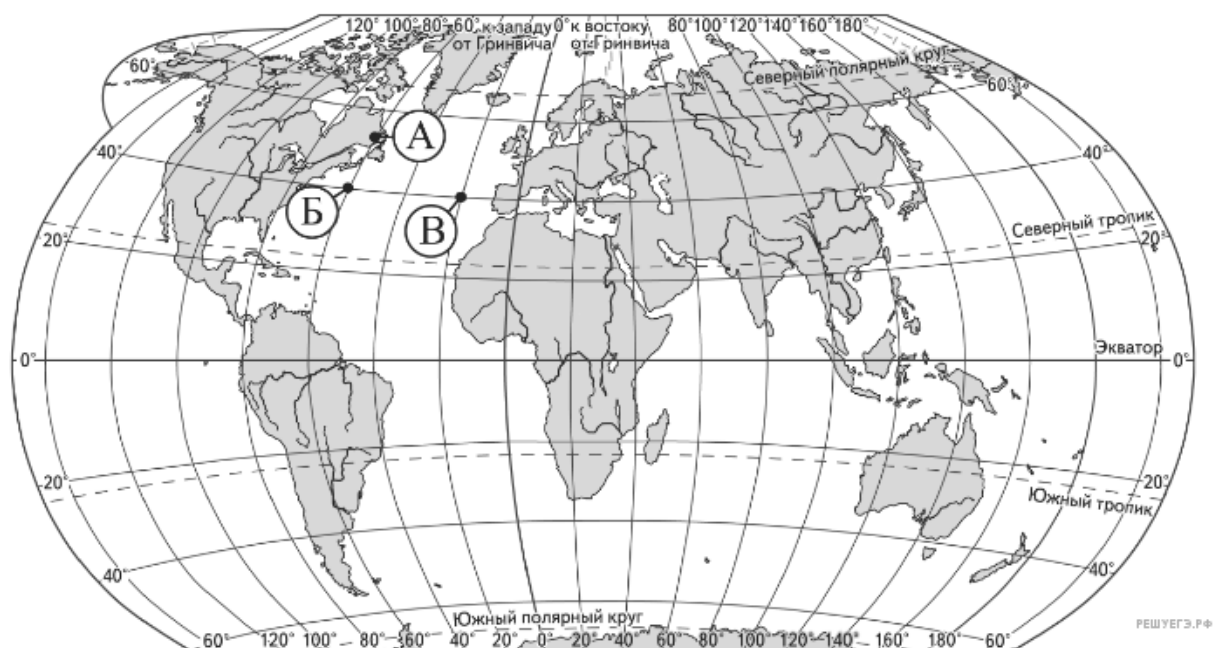 120° 100° 80° 60° к западу 0° к востоку 80° 100° 120° 140° 160° 180°
от Гринвича от Гринвича
Северный полярный круг
60° 60°
А
40° 40°
Б В
Северный тропик
20° 20°
Экватор
0° 0°
20° 20°
Южный тропик
40° 40°
Южный полярный круг
РЕШУЕГЭ.РФ
60° 120° 100° 80° 60° 40° 20° 0° 20° 40° 60° 80° 100° 120° 140° 160° 180° 60°